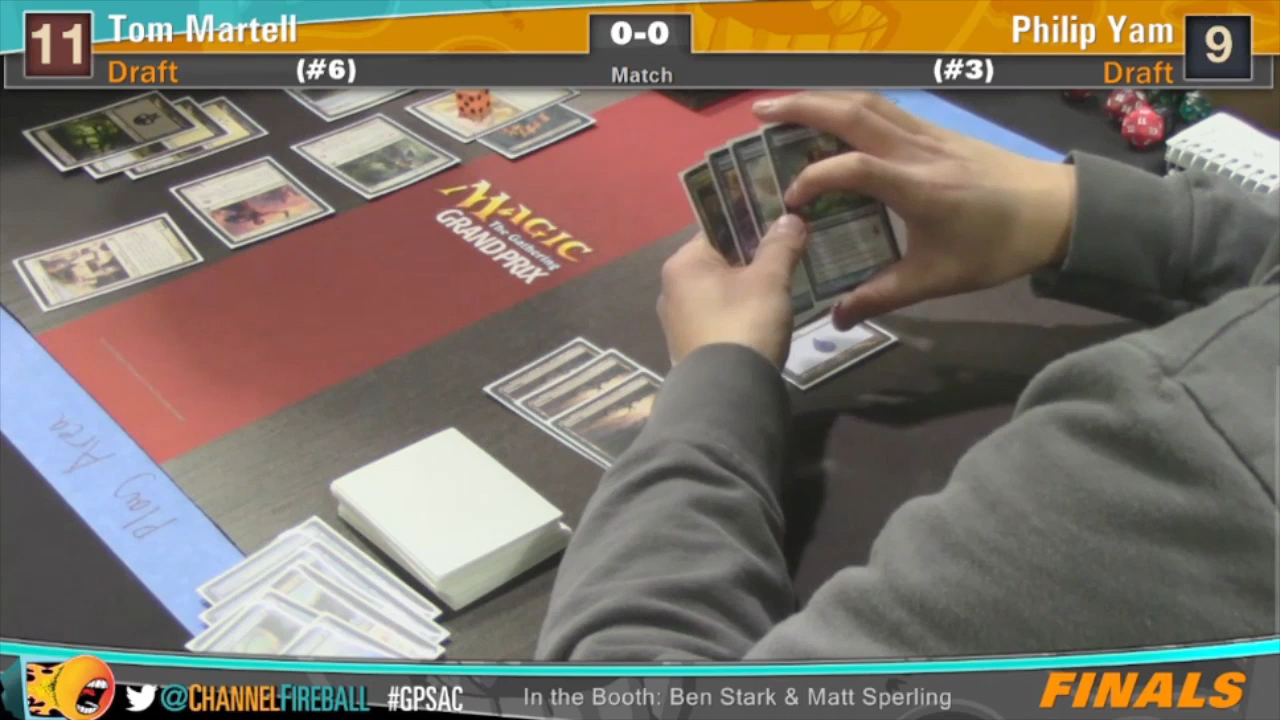 11
Tom Martell
Draft
(#6)
0-0
Match
Philip Yam
(#3)
Draft
9
MAGIC
The Gathering
GRAND PRIX
Play Area
@CHANNELFIREBALL
#GPSAC
In the Booth: Ben Stark & Matt Sperling
FINALS